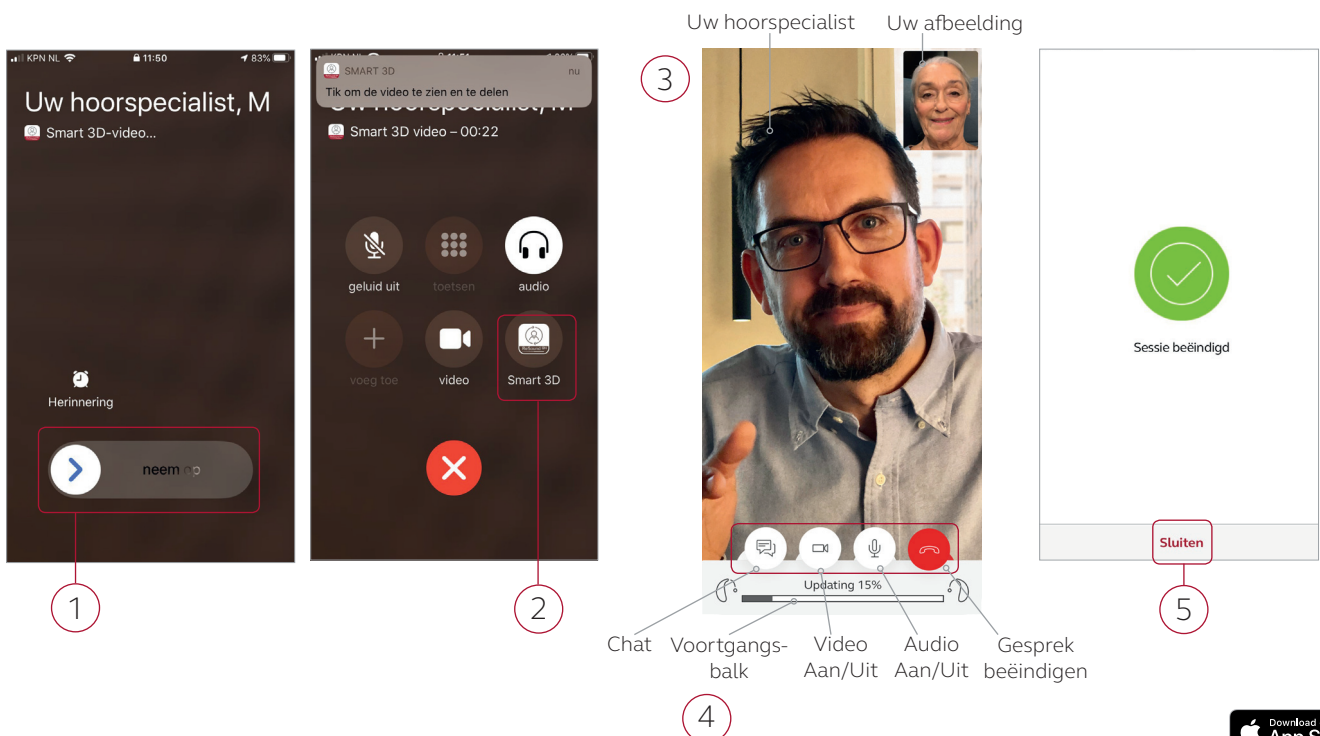 KPN NL 11:50 83%
Uw hoorspecialist, M
Smart 3D-video...
Herinnering
neem op
1
SMART 3D nu
Tik om de video te zien en te delen
Smart 3D video – 00:22
geluid uit toetsen audio
voeg toe video Smart 3D
2
Uw hoorspecialist Uw afbeelding
3
Updating 15%
Chat Voortgangs- Video Audio Gesprek
balk Aan/Uit Aan/Uit beëindigen
4
Sessie beëindigd
Sluiten
5
Download